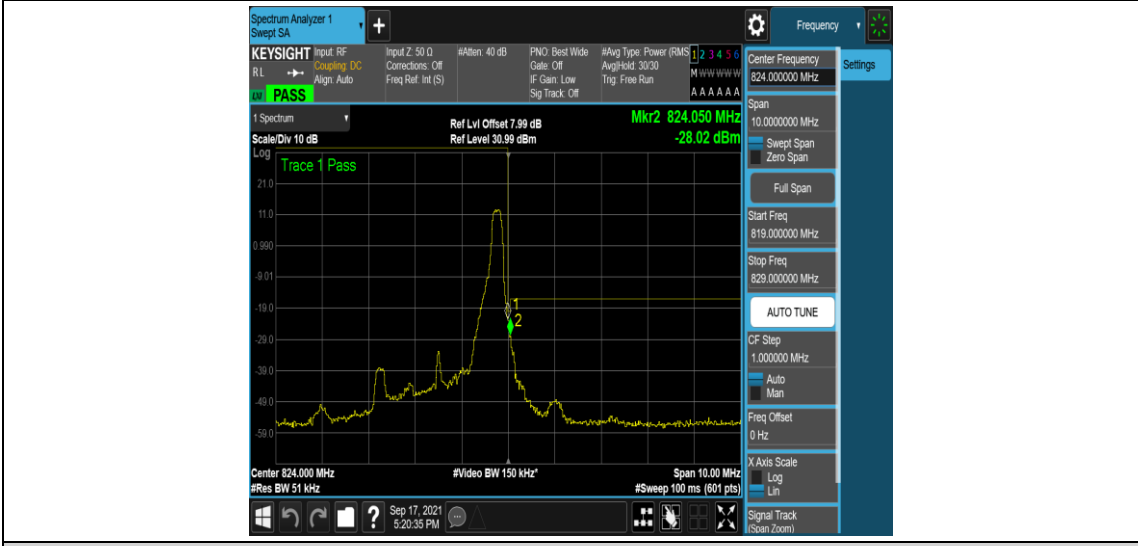 Spectrum Analyzer 1
Swept SA
+
Frequency
KEYSIGHT Input: RF
RL
Coupling: DC
Align: Auto
Input Z: 50 Ω
Corrections: Off
Freq Ref: Int (S)
#Atten: 40 dB
PNO: Best Wide
Gate: Off
IF Gain: Low
Sig Track: Off
#Avg Type: Power (RMS
Avg|Hold: 30/30
Trig: Free Run
1 2 3 4 5 6
M W W W W W
A A A A A A
PASS
Center Frequency
824.000000 MHz
Settings
1 Spectrum
Scale/Div 10 dB
Ref Lvl Offset 7.99 dB
Ref Level 30.99 dBm
Mkr2 824.050 MHz
-28.02 dBm
Log
Trace 1 Pass
21.0
11.0
0.990
-9.01
-19.0
-29.0
-39.0
-49.0
-59.0
1
2
Span
10.0000000 MHz
Swept Span
Zero Span
Full Span
Start Freq
819.000000 MHz
Stop Freq
829.000000 MHz
AUTO TUNE
CF Step
1.000000 MHz
Auto
Man
Freq Offset
0 Hz
X Axis Scale
Log
Lin
Signal Track
(Span Zoom)
Center 824.000 MHz
#Video BW 150 kHz*
Span 10.00 MHz
#Res BW 51 kHz
#Sweep 100 ms (601 pts)
?
Sep 17, 2021
5:20:35 PM